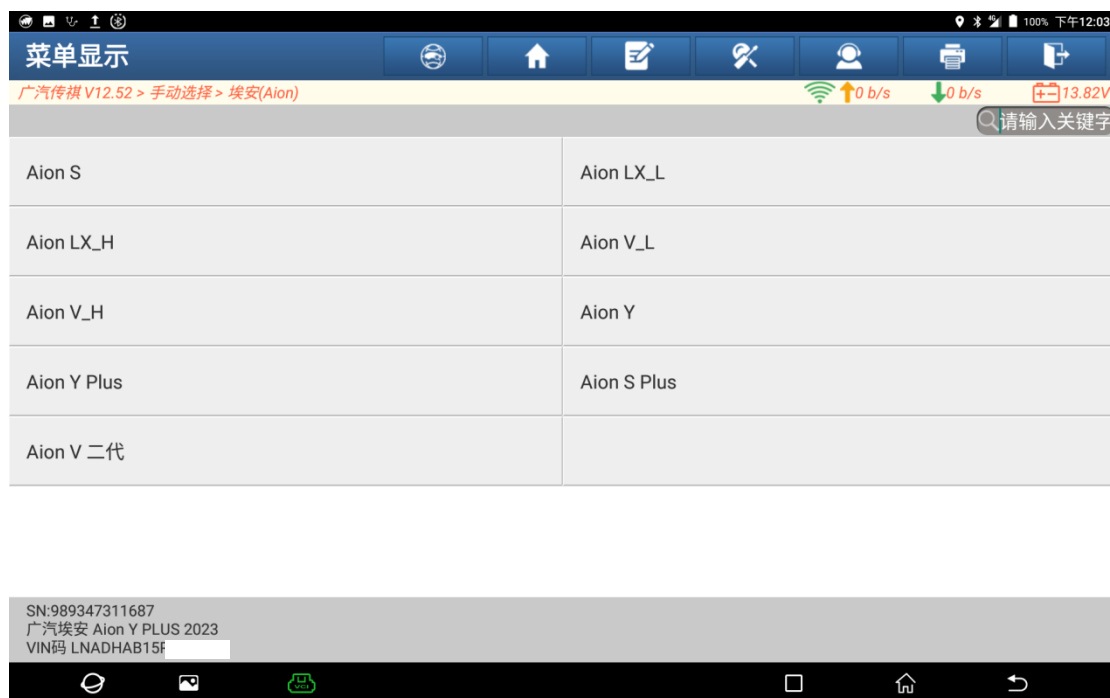 100% 下午12:03
菜单显示
广汽传祺 V12.52 > 手动选择 > 埃安(Aion)
0 b/s
0 b/s
13.82V
请输入关键字
Aion S
Aion LX_L
Aion LX_H
Aion V_L
Aion V_H
Aion Y
Aion Y Plus
Aion S Plus
Aion V 二代
SN:989347311687
广汽埃安 Aion Y PLUS 2023
VIN码 LNADHAB15
VCI